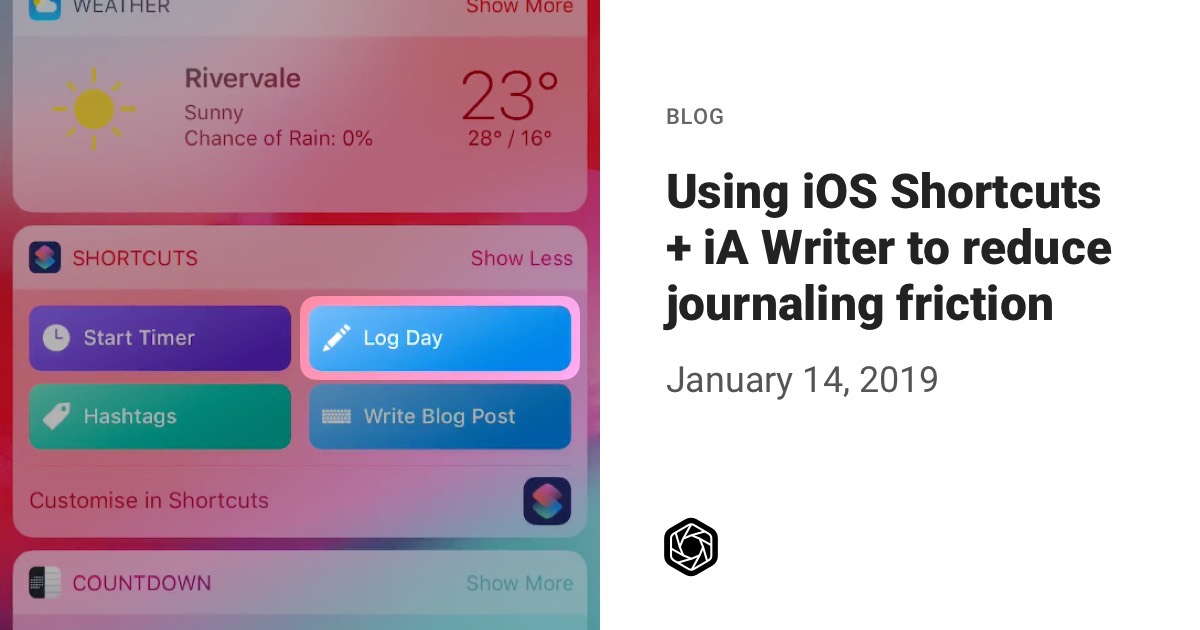 WEATHER
Show More
Rivervale
Sunny
Chance of Rain: 0%
23°
28° / 16°
SHORTCUTS
Show Less
Start Timer
Log Day
Hashtags
Write Blog Post
Customise in Shortcuts
COUNTDOWN
Show More
BLOG
Using iOS Shortcuts
+ iA Writer to reduce
journaling friction
January 14, 2019